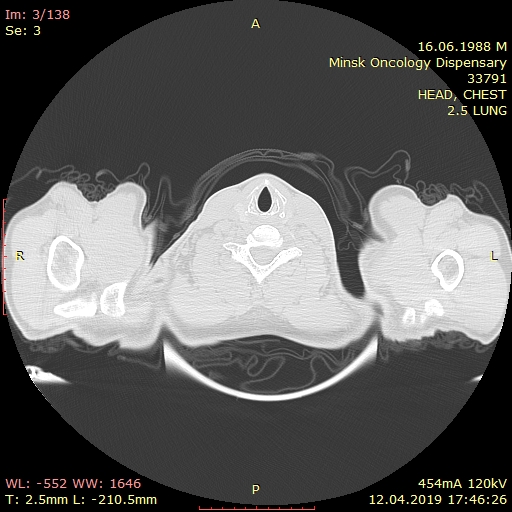 Im: 3/138
Se: 3
A
16.06.1988 M
Minsk Oncology Dispensary
33791
HEAD, CHEST
2.5 LUNG
R
L
WL: -552 WW: 1646
T: 2.5mm L: -210.5mm
P
454mA 120kV
12.04.2019 17:46:26